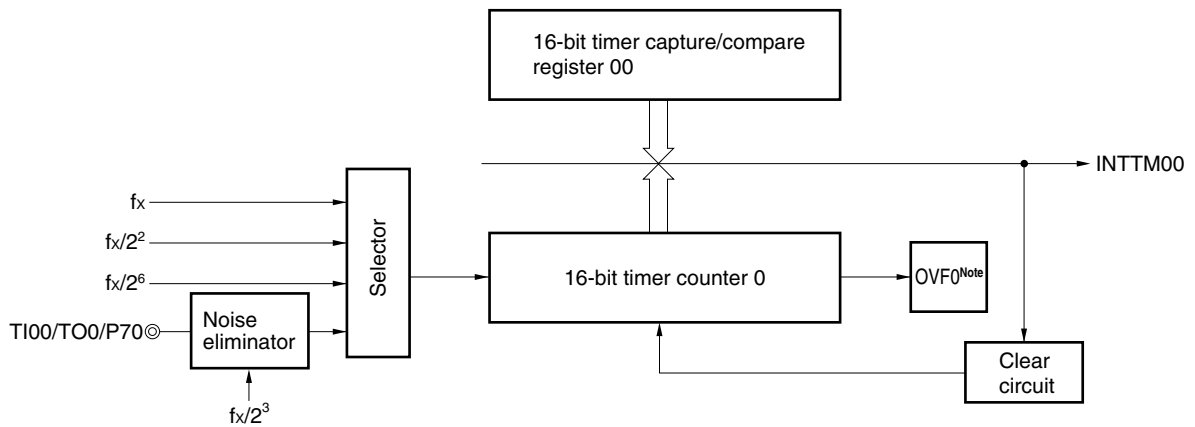 16-bit timer capture/compare
register 00
INTTM00
fx
fx/2²
fx/2⁶
TI00/TO0/P70
Noise
eliminator
fx/2³
Selector
16-bit timer counter 0
OVF0Note
Clear
circuit